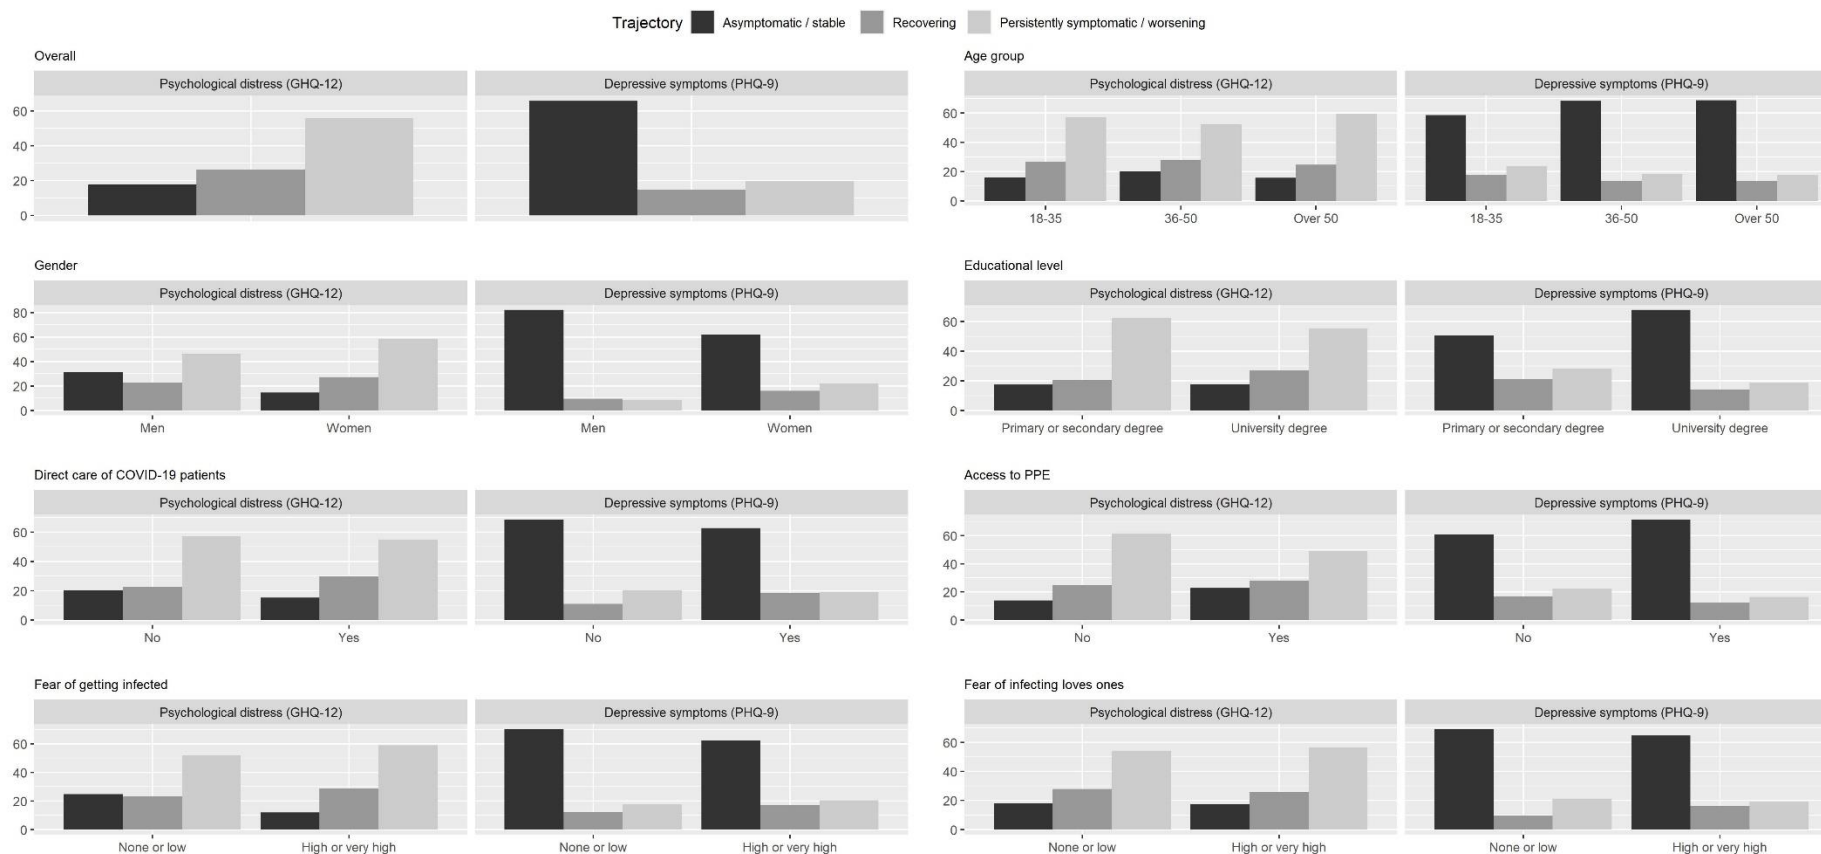 Trajectory Asymptomatic / stable Recovering Persistently symptomatic / worsening
Overall
Psychological distress (GHQ-12) Depressive symptoms (PHQ-9)
60
40
20
0
Age group
Psychological distress (GHQ-12) Depressive symptoms (PHQ-9)
60
40
20
0
18-35 36-50 Over 50 18-35 36-50 Over 50
Gender
Psychological distress (GHQ-12) Depressive symptoms (PHQ-9)
80
60
40
20
0
Men Women Men Women
Educational level
Psychological distress (GHQ-12) Depressive symptoms (PHQ-9)
60
40
20
0
Primary or secondary degree University degree Primary or secondary degree University degree
Direct care of COVID-19 patients
Psychological distress (GHQ-12) Depressive symptoms (PHQ-9)
60
40
20
0
No Yes No Yes
Access to PPE
Psychological distress (GHQ-12) Depressive symptoms (PHQ-9)
60
40
20
0
No Yes No Yes
Fear of getting infected
Psychological distress (GHQ-12) Depressive symptoms (PHQ-9)
60
40
20
0
None or low High or very high None or low High or very high
Fear of infecting loves ones
Psychological distress (GHQ-12) Depressive symptoms (PHQ-9)
60
40
20
0
None or low High or very high None or low High or very high